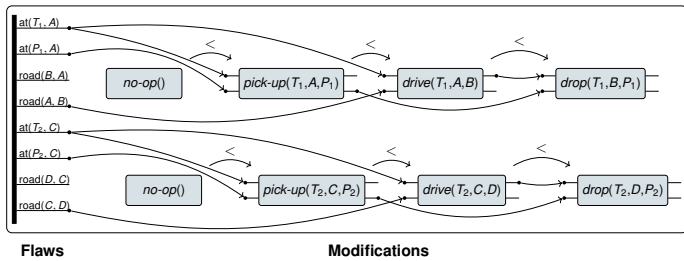 at(T1, A)
<
<
<
at(P1, A)
road(B, A)
no-op()
pick-up(T1,A,P1)
drive(T1,A,B)
drop(T1,B,P1)
road(A, B)
at(T2, C)
<
<
<
at(P2, C)
road(D, C)
no-op()
pick-up(T2,C,P2)
drive(T2,C,D)
drop(T2,D,P2)
road(C, D)
Flaws
Modifications